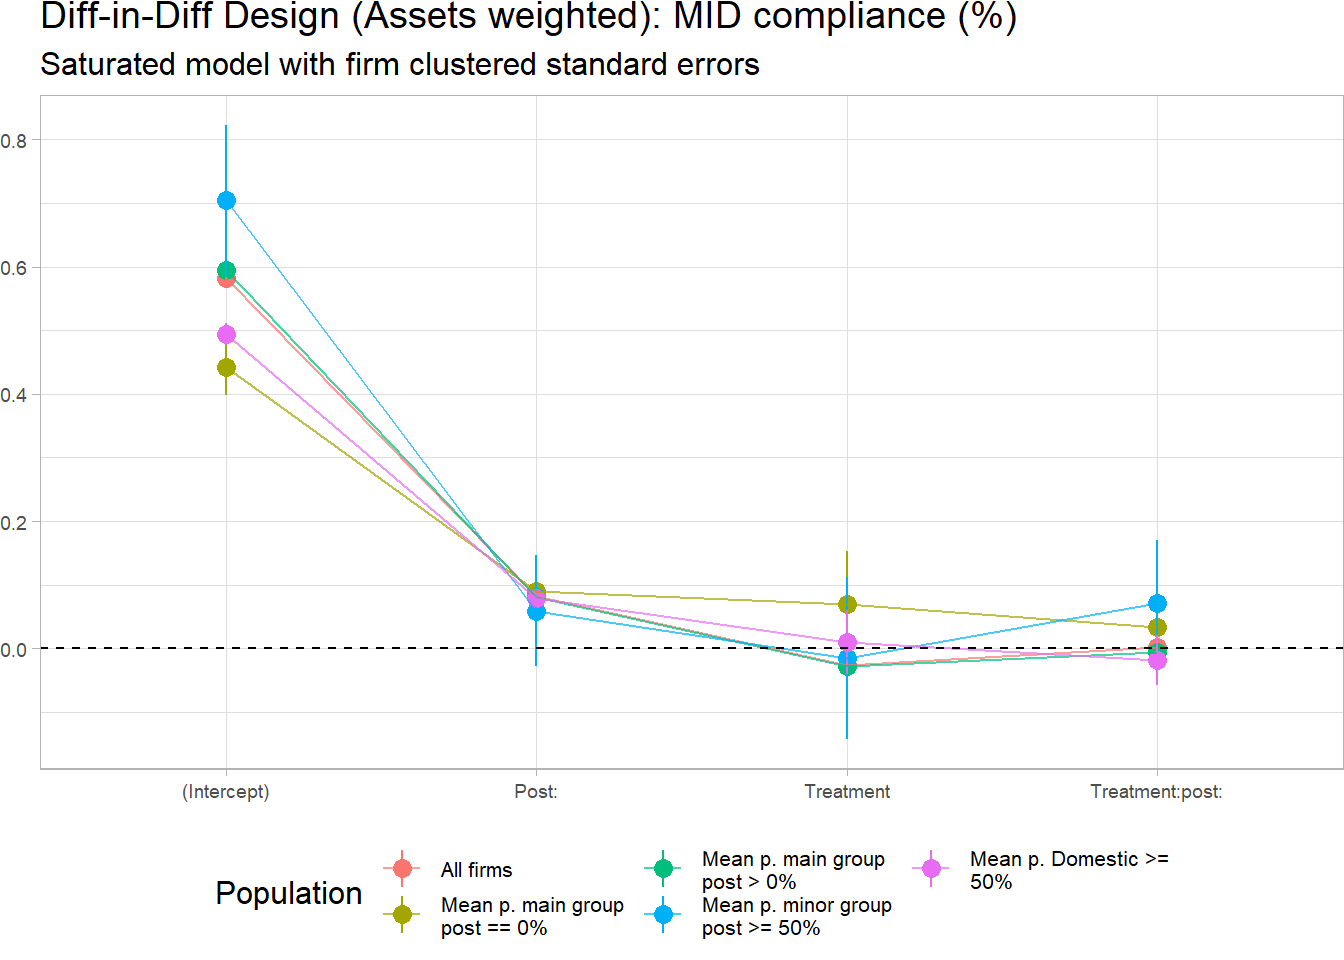 Diff-in-Diff Design (Assets weighted): MID compliance (%)
Saturated model with firm clustered standard errors
0.8
0.6
0.4
0.2
0.0
(Intercept)
Post:
Treatment
Treatment:post:
Population
All firms
Mean p. main group
post == 0%
Mean p. main group
post > 0%
Mean p. minor group
post >= 50%
Mean p. Domestic >=
50%